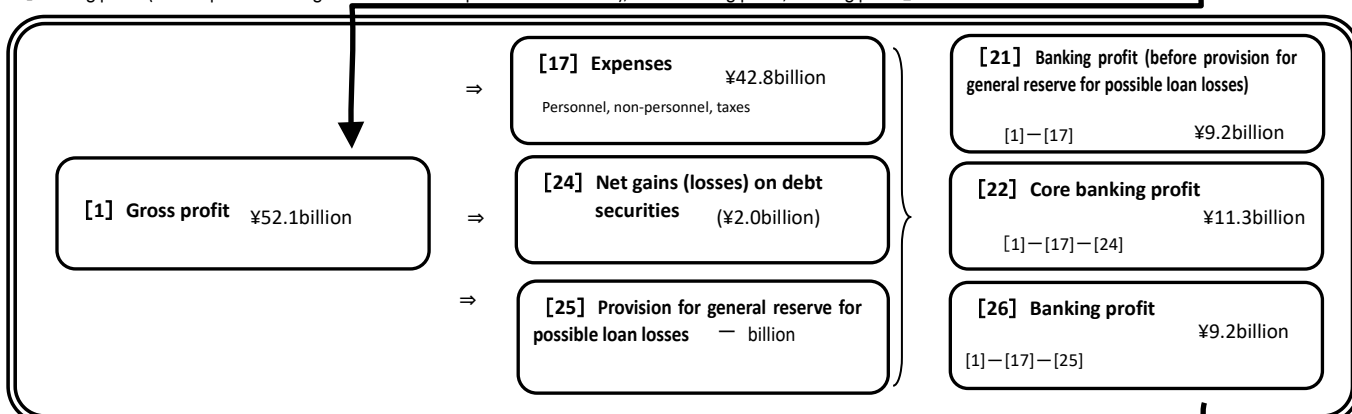 ⇒
[17] Expenses ¥42.8billion
Personnel, non-personnel, taxes
[1] Gross profit ¥52.1billion
⇒
[24] Net gains (losses) on debt
securities (¥2.0billion)
⇒
[25] Provision for general reserve for
possible loan losses — billion
[21] Banking profit (before provision for
general reserve for possible loan losses)
[1]－[17] ¥9.2billion
[22] Core banking profit
¥11.3billion
[1]－[17]－[24]
[26] Banking profit
¥9.2billion
[1]－[17]－[25]